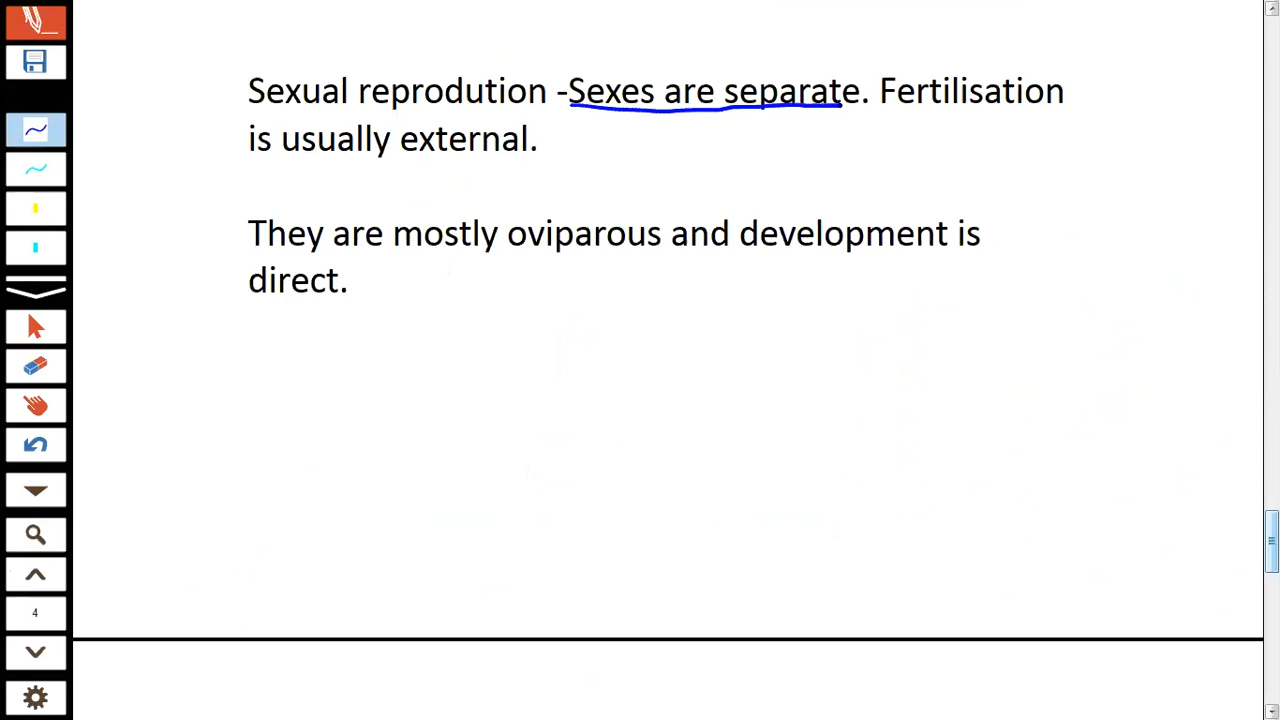 Sexual reprodution -Sexes are separate. Fertilisation
is usually external.
They are mostly oviparous and development is
direct.
4